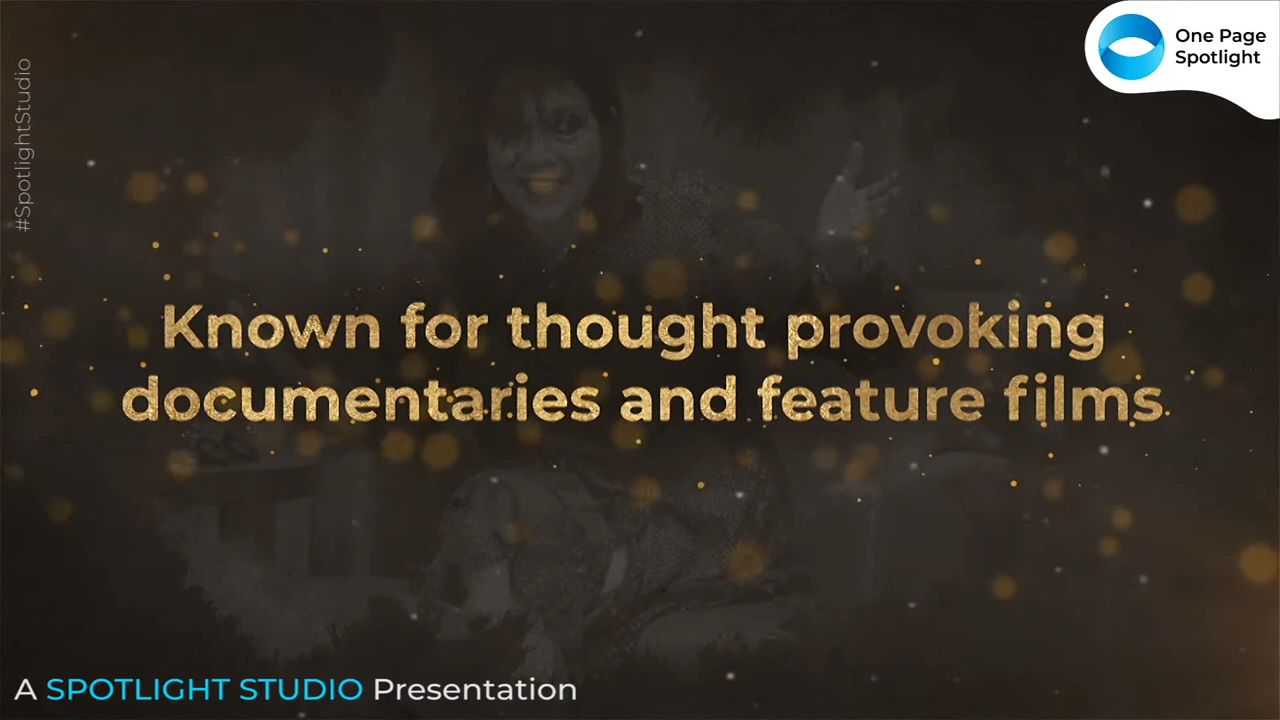 One Page
Spotlight
#SpotlightStudio
Known for thought provoking
documentaries and feature films
A SPOTLIGHT STUDIO Presentation